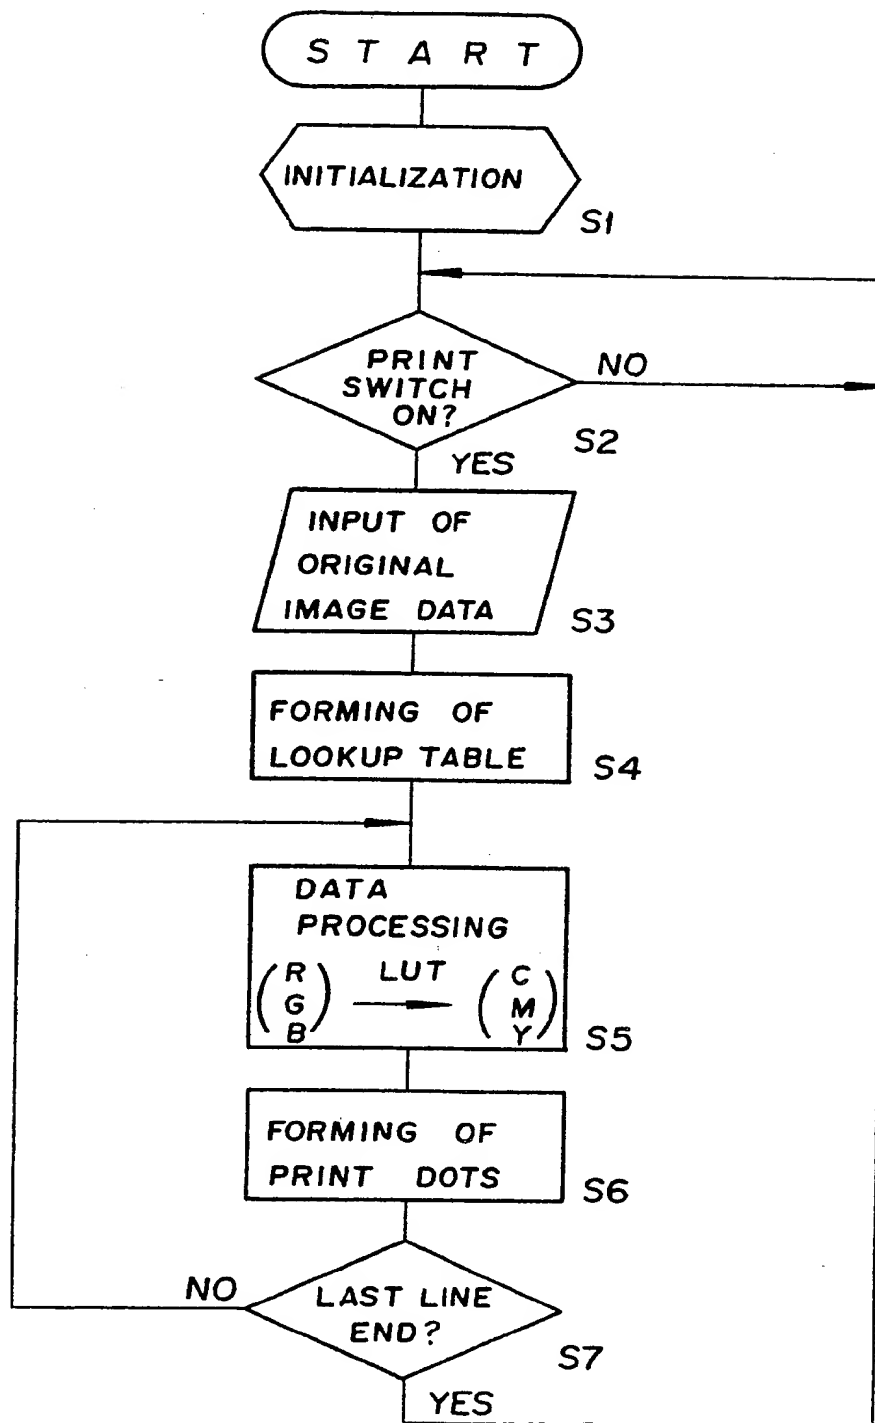 START
INITIALIZATION
S1
PRINT
SWITCH
ON?
NO
S2
YES
INPUT OF
ORIGINAL
IMAGE DATA
S3
FORMING OF
LOOKUP TABLE
S4
DATA
PROCESSING
R LUT C
G M
B Y
S5
FORMING OF
PRINT DOTS
S6
NO
LAST LINE
END?
S7
YES